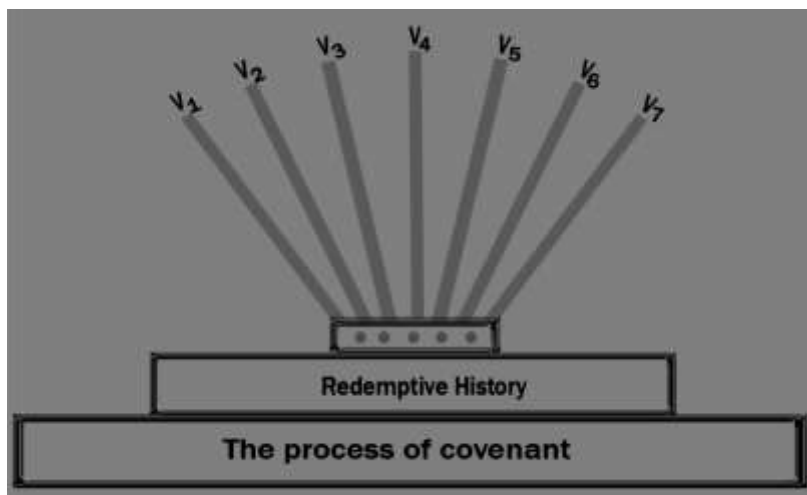 V1
V2
V3
V4
V5
V6
V7
Redemptive History
The process of covenant